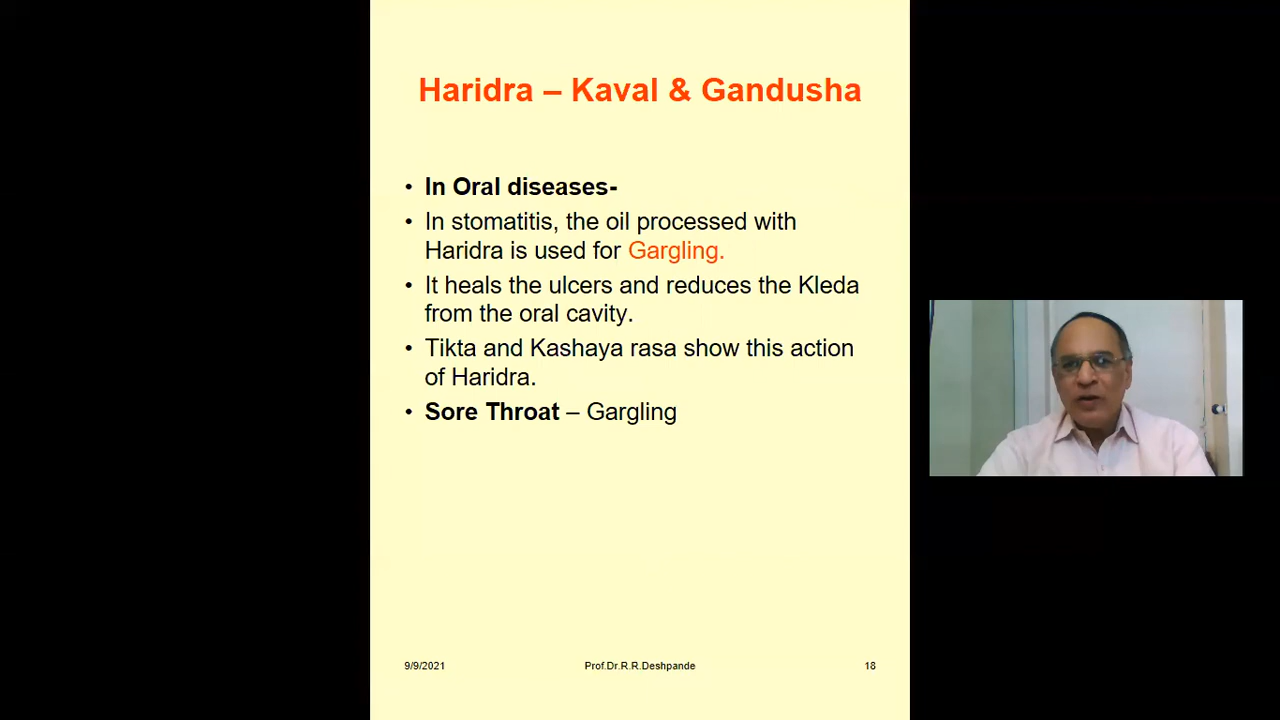 Haridra – Kaval & Gandusha
• In Oral diseases-
• In stomatitis, the oil processed with
Haridra is used for Gargling.
• It heals the ulcers and reduces the Kleda
from the oral cavity.
• Tikta and Kashaya rasa show this action
of Haridra.
• Sore Throat – Gargling
9/9/2021 Prof.Dr.R.R.Deshpande 18